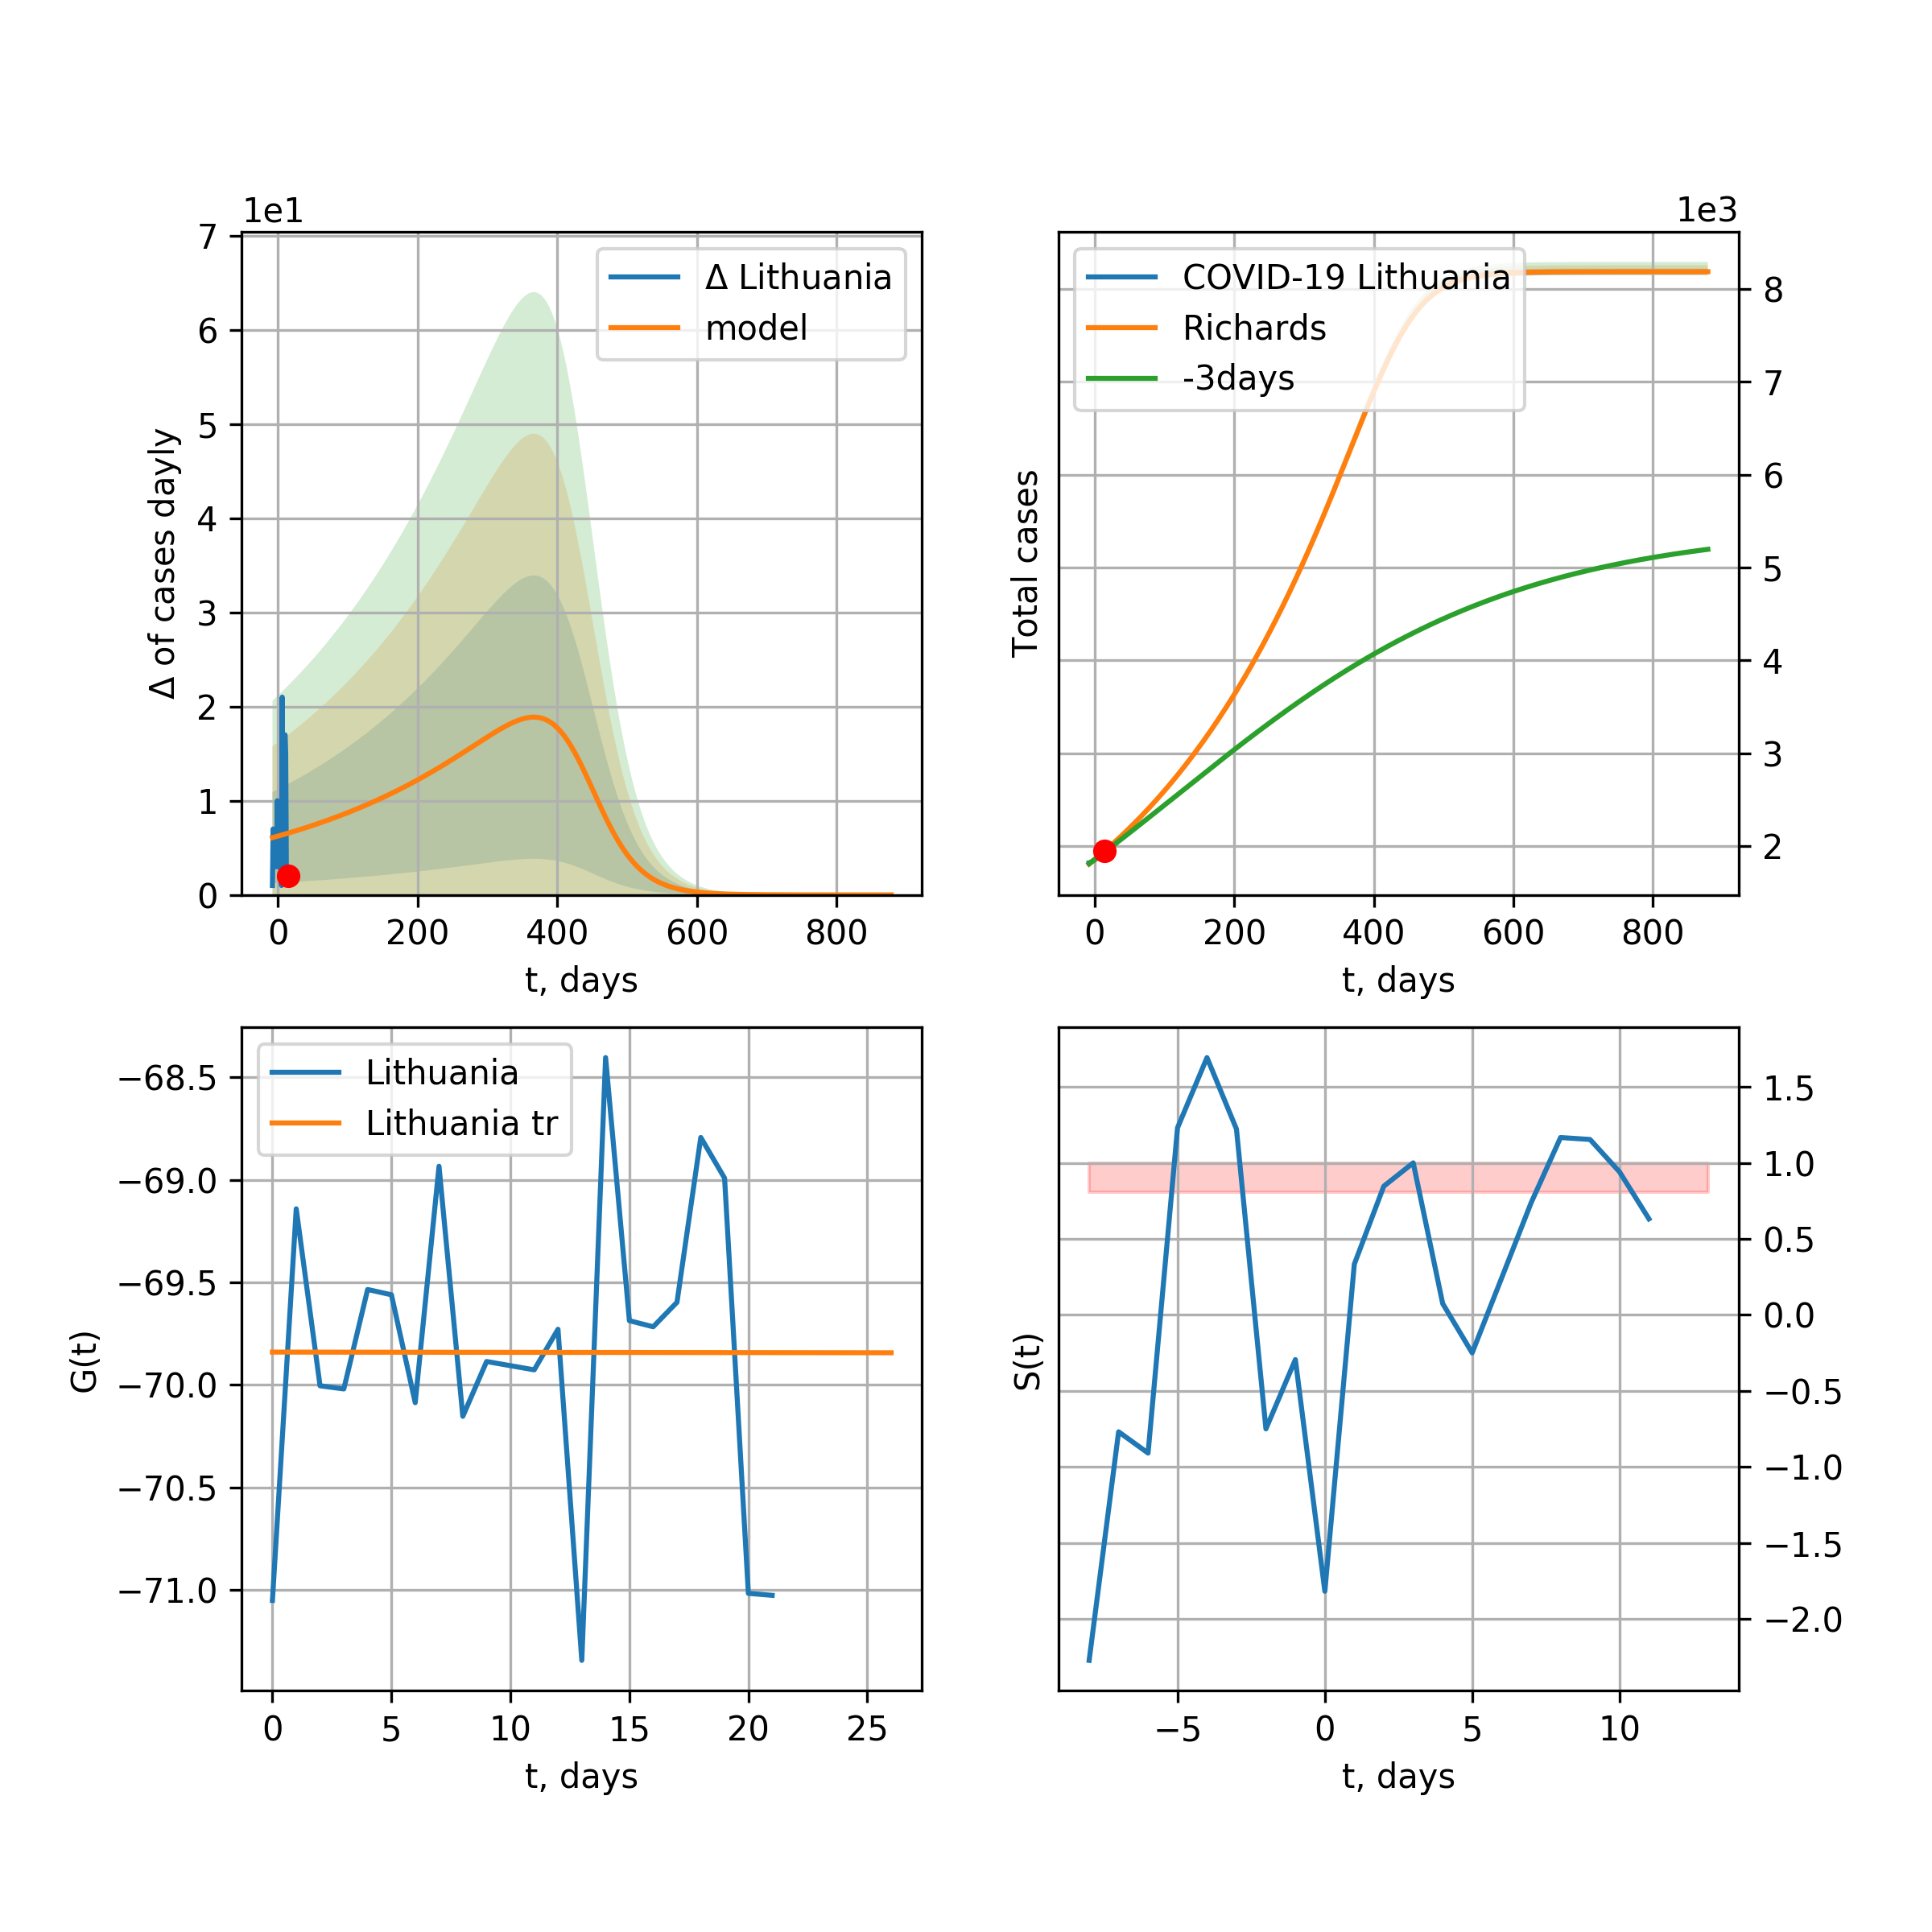 1e1
7
6
5
4
3
2
1
0
Δ of cases dayly
Δ Lithuania
model
0 200 400 600 800
t, days
1e3
8
7
6
5
4
3
2
Total cases
COVID-19 Lithuania
Richards
-3days
0 200 400 600 800
t, days
−68.5
−69.0
−69.5
−70.0
−70.5
−71.0
G(t)
Lithuania
Lithuania tr
0 5 10 15 20 25
t, days
1.5
1.0
0.5
0.0
−0.5
−1.0
−1.5
−2.0
S(t)
−5 0 5 10
t, days